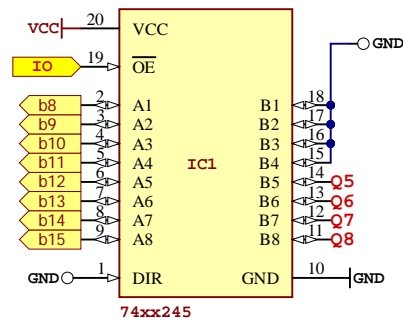 VCC 20 VCC
GND
IO 19 OE
b8 2 A1 B1 18
b9 3 A2 B2 17
b10 4 A3 B3 16
b11 5 A4 IC1 B4 15
b12 6 A5 B5 14 Q5
b13 7 A6 B6 13 Q6
b14 8 A7 B7 12 Q7
b15 9 A8 B8 11 Q8
GND 1 DIR GND 10 GND
74xx245